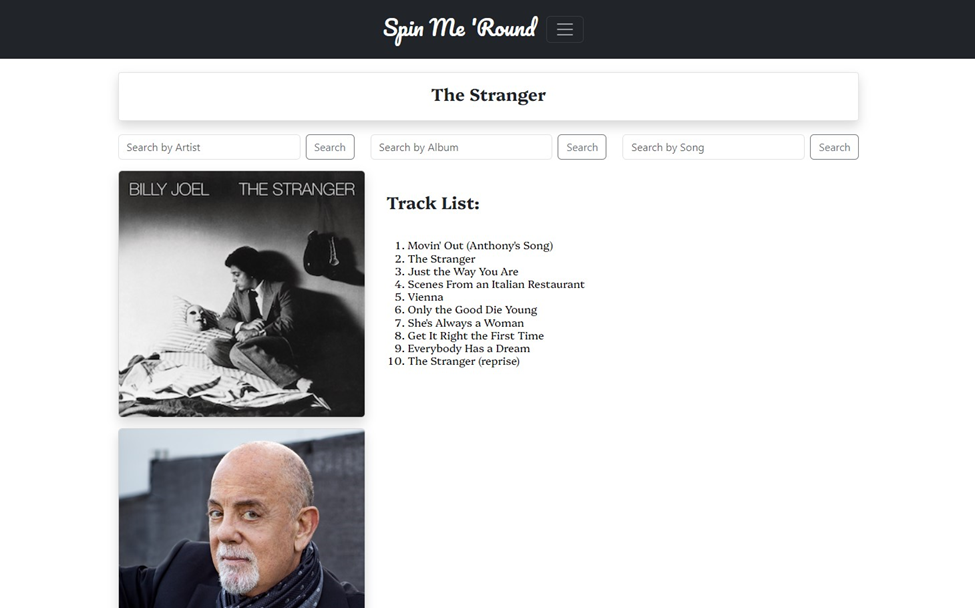 Spin Me 'Round
The Stranger
Search by Artist
Search
Search by Album
Search
Search by Song
Search
BILLY JOEL THE STRANGER
Track List:
1. Movin' Out (Anthony's Song)
2. The Stranger
3. Just the Way You Are
4. Scenes From an Italian Restaurant
5. Vienna
6. Only the Good Die Young
7. She's Always a Woman
8. Get It Right the First Time
9. Everybody Has a Dream
10. The Stranger (reprise)